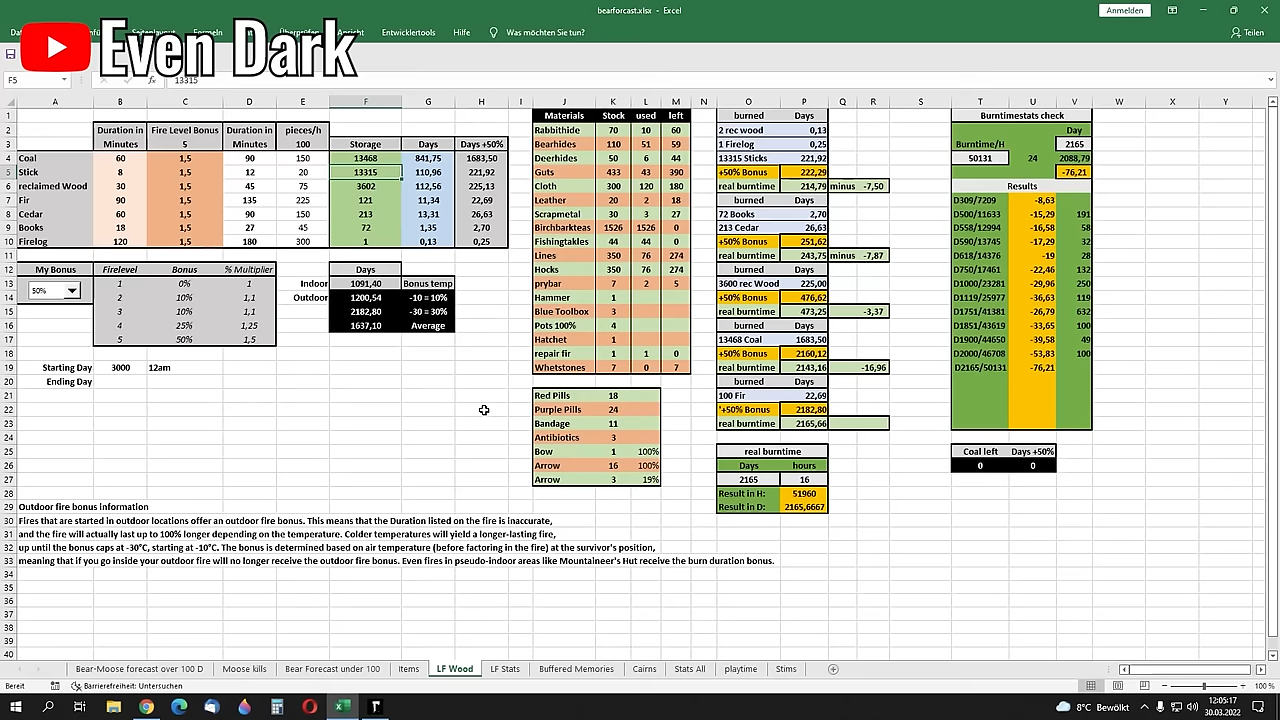 bearforcast.xlsx - Excel
Anmelden
Even Dark
Entwicklertools Hilfe Was möchten Sie tun? Teilen
F5 fx 13315
A B C D E F G H I J K L M N O P Q R S T U V W X Y
1 Materials Stock used left burned Days Burntimestats check
2 Duration in Fire Level Bonus Duration in pieces/h Rabbithide 70 10 60 2 rec wood 0,13 Day
3 Minutes 5 Minutes 100 Storage Days Days +50% Bearhides 110 51 59 1 Firelog 0,25 Burntime/H 2165
4 Coal 60 1,5 90 150 13468 841,75 1683,50 Deerhides 50 6 44 13315 Sticks 221,92 50131 24 2088,79
5 Stick 8 1,5 12 20 13315 110,96 221,92 Guts 433 43 390 +50% Bonus 222,29 -76,21
6 reclaimed Wood 30 1,5 45 75 3602 112,56 225,13 Cloth 300 120 180 real burntime 214,79 minus -7,50 Results
7 Fir 90 1,5 135 225 121 11,34 22,69 Leather 20 2 18 burned Days D309/7209 -8,63
8 Cedar 60 1,5 90 150 213 13,31 26,63 Scrapmetal 30 3 27 72 Books 2,70 D500/11633 -15,29 191
9 Books 18 1,5 27 45 72 1,35 2,70 Birchbarkteas 1526 1526 0 213 Cedar 26,63 D558/12994 -16,58 58
10 Firelog 120 1,5 180 300 1 0,13 0,25 Fishingtakles 44 44 0 +50% Bonus 251,62 D590/13745 -17,29 32
11 Lines 350 76 274 real burntime 243,75 minus -7,87 D618/14376 -19 28
12 My Bonus Firelevel Bonus % Multiplier Days Hocks 350 76 274 burned Days D750/17461 -22,46 132
13 50% 1 0% 1 Indoor 1091,40 Bonus temp prybar 7 2 5 3600 rec Wood 225,00 D1000/23281 -29,96 250
14 2 10% 1,1 Outdoor 1200,54 -10 = 10% Hammer 1 +50% Bonus 476,62 D1119/25977 -36,63 119
15 3 10% 1,1 2182,80 -30 = 30% Blue Toolbox 3 real burntime 473,25 -3,37 D1751/41381 -26,79 632
16 4 25% 1,25 1637,10 Average Pots 100% 4 burned Days D1851/43619 -33,65 100
17 5 50% 1,5 Hatchet 1 13468 Coal 1683,50 D1900/44650 -39,58 49
18 repair fir 1 1 0 +50% Bonus 2160,12 D2000/46708 -53,83 100
19 Starting Day 3000 12am Whetstones 7 0 7 real burntime 2143,16 -16,96 D2165/50131 -76,21
20 Ending Day burned Days
21 Red Pills 18 100 Fir 22,69
22 Purple Pills 24 '+50% Bonus 2182,80
23 Bandage 11 real burntime 2165,66
24 Antibiotics 3
25 Bow 1 100% real burntime Coal left Days +50%
26 Arrow 16 100% Days hours 0 0
27 Arrow 3 19% 2165 16
28 Result in H: 51960
29 Outdoor fire bonus information Result in D: 2165,6667
30 Fires that are started in outdoor locations offer an outdoor fire bonus. This means that the Duration listed on the fire is inaccurate,
31 and the fire will actually last up to 100% longer depending on the temperature. Colder temperatures will yield a longer-lasting fire,
32 up until the bonus caps at -30°C, starting at -10°C. The bonus is determined based on air temperature (before factoring in the fire) at the survivor's position,
33 meaning that if you go inside your outdoor fire will no longer receive the outdoor fire bonus. Even fires in pseudo-indoor areas like Mountaineer's Hut receive the burn duration bonus.
34
35
36
37
38
39
40
Bear-Moose forecast over 100 D Moose kills Bear Forecast under 100 Items LF Wood LF Stats Buffered Memories Cairns Stats All playtime Stims
Bereit Barrierefreiheit: Untersuchen 100 %
8°C Bewölkt 12:05:17
30.03.2022